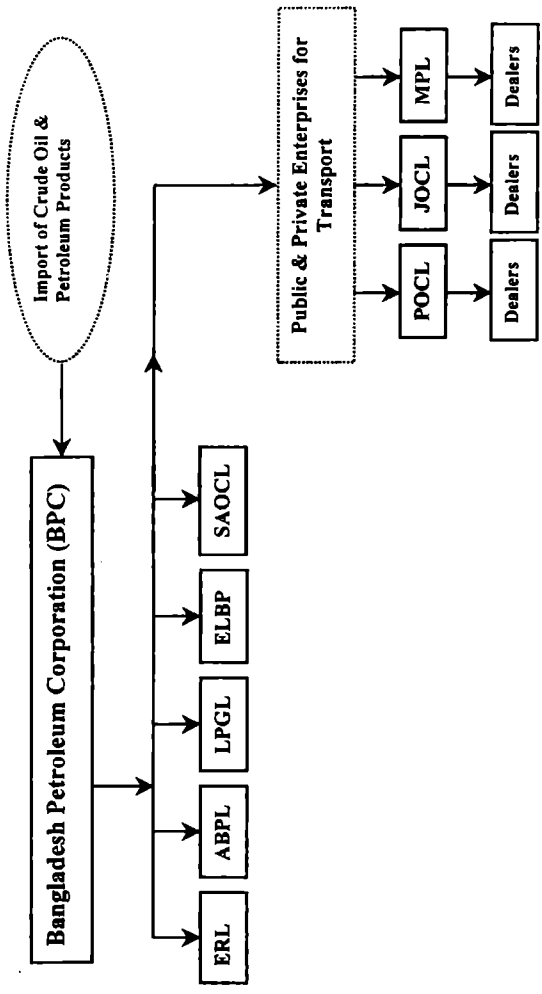 Import of Crude Oil &
Petroleum Products
Bangladesh Petroleum Corporation (BPC)
ERL
ABPL
LPGL
ELBP
SAOCL
Public & Private Enterprises for
Transport
POCL
JOCL
MPL
Dealers
Dealers
Dealers